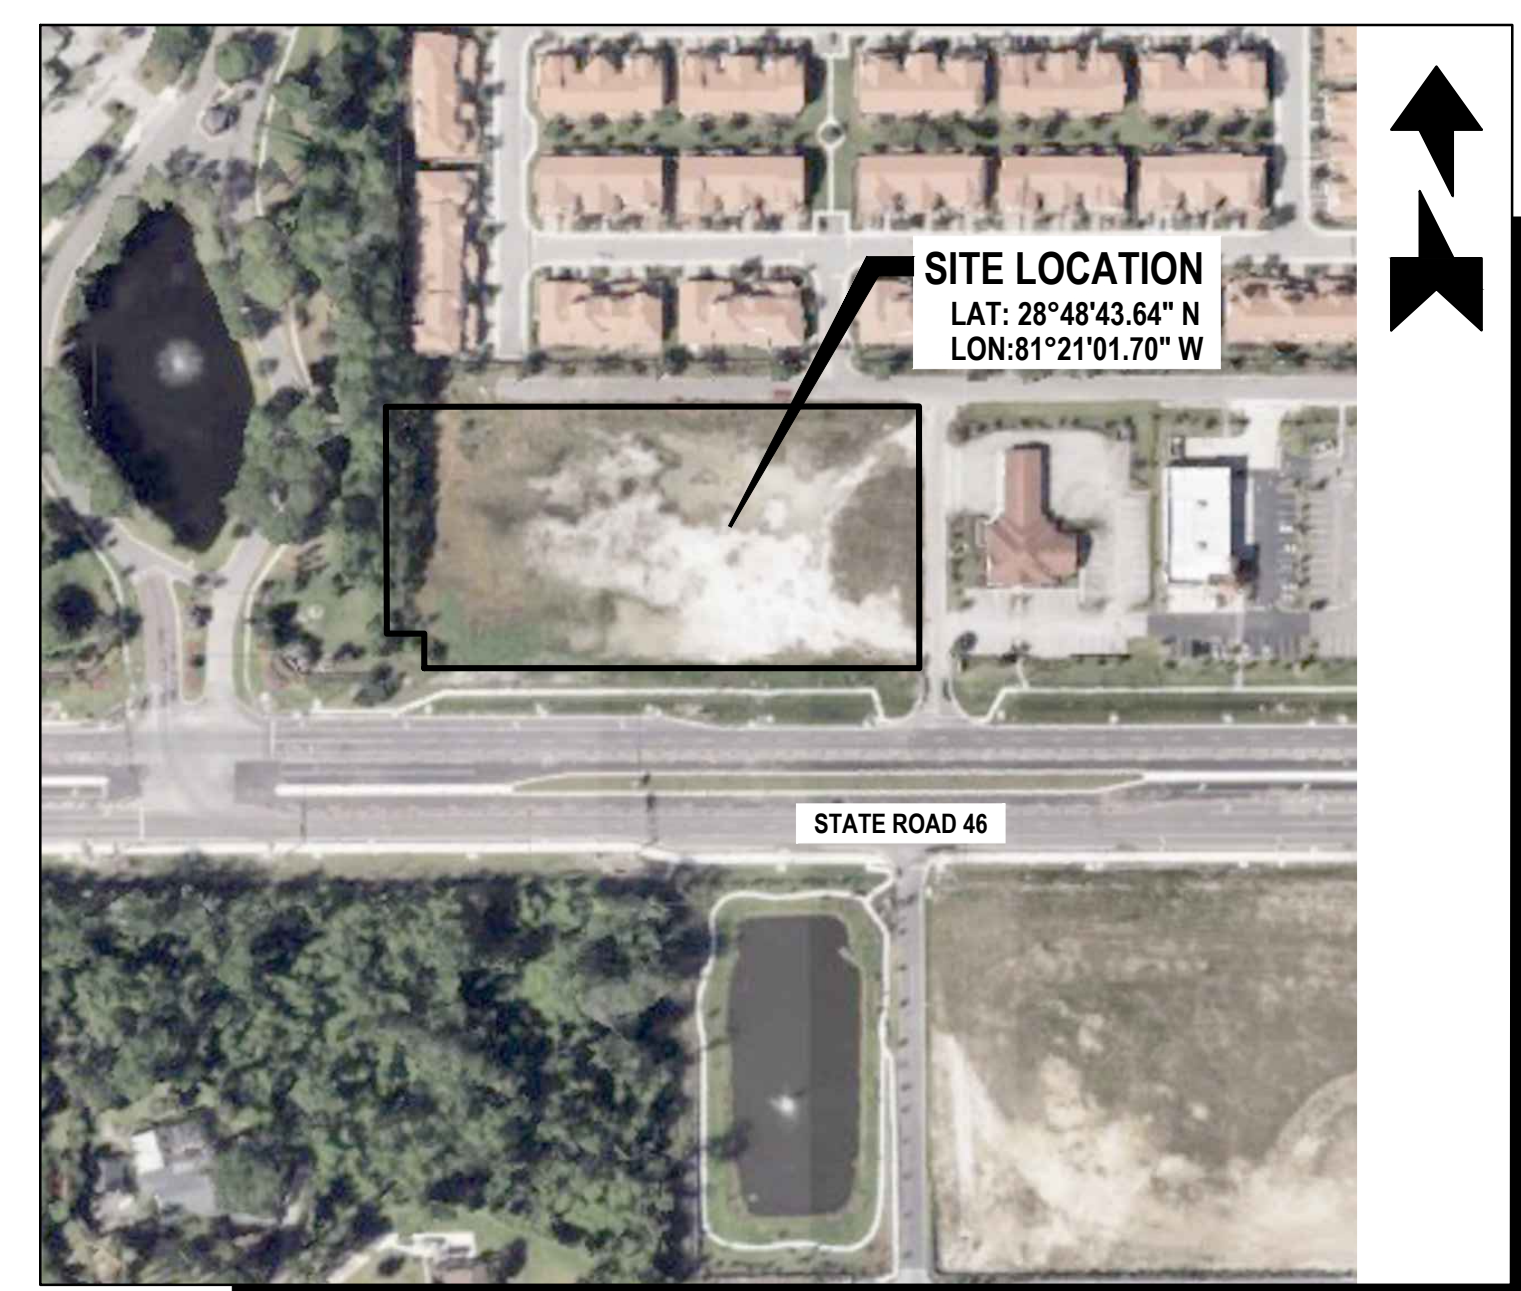 SITE LOCATION
LAT: 28°48'43.64" N
LON:81°21'01.70" W
STATE ROAD 46